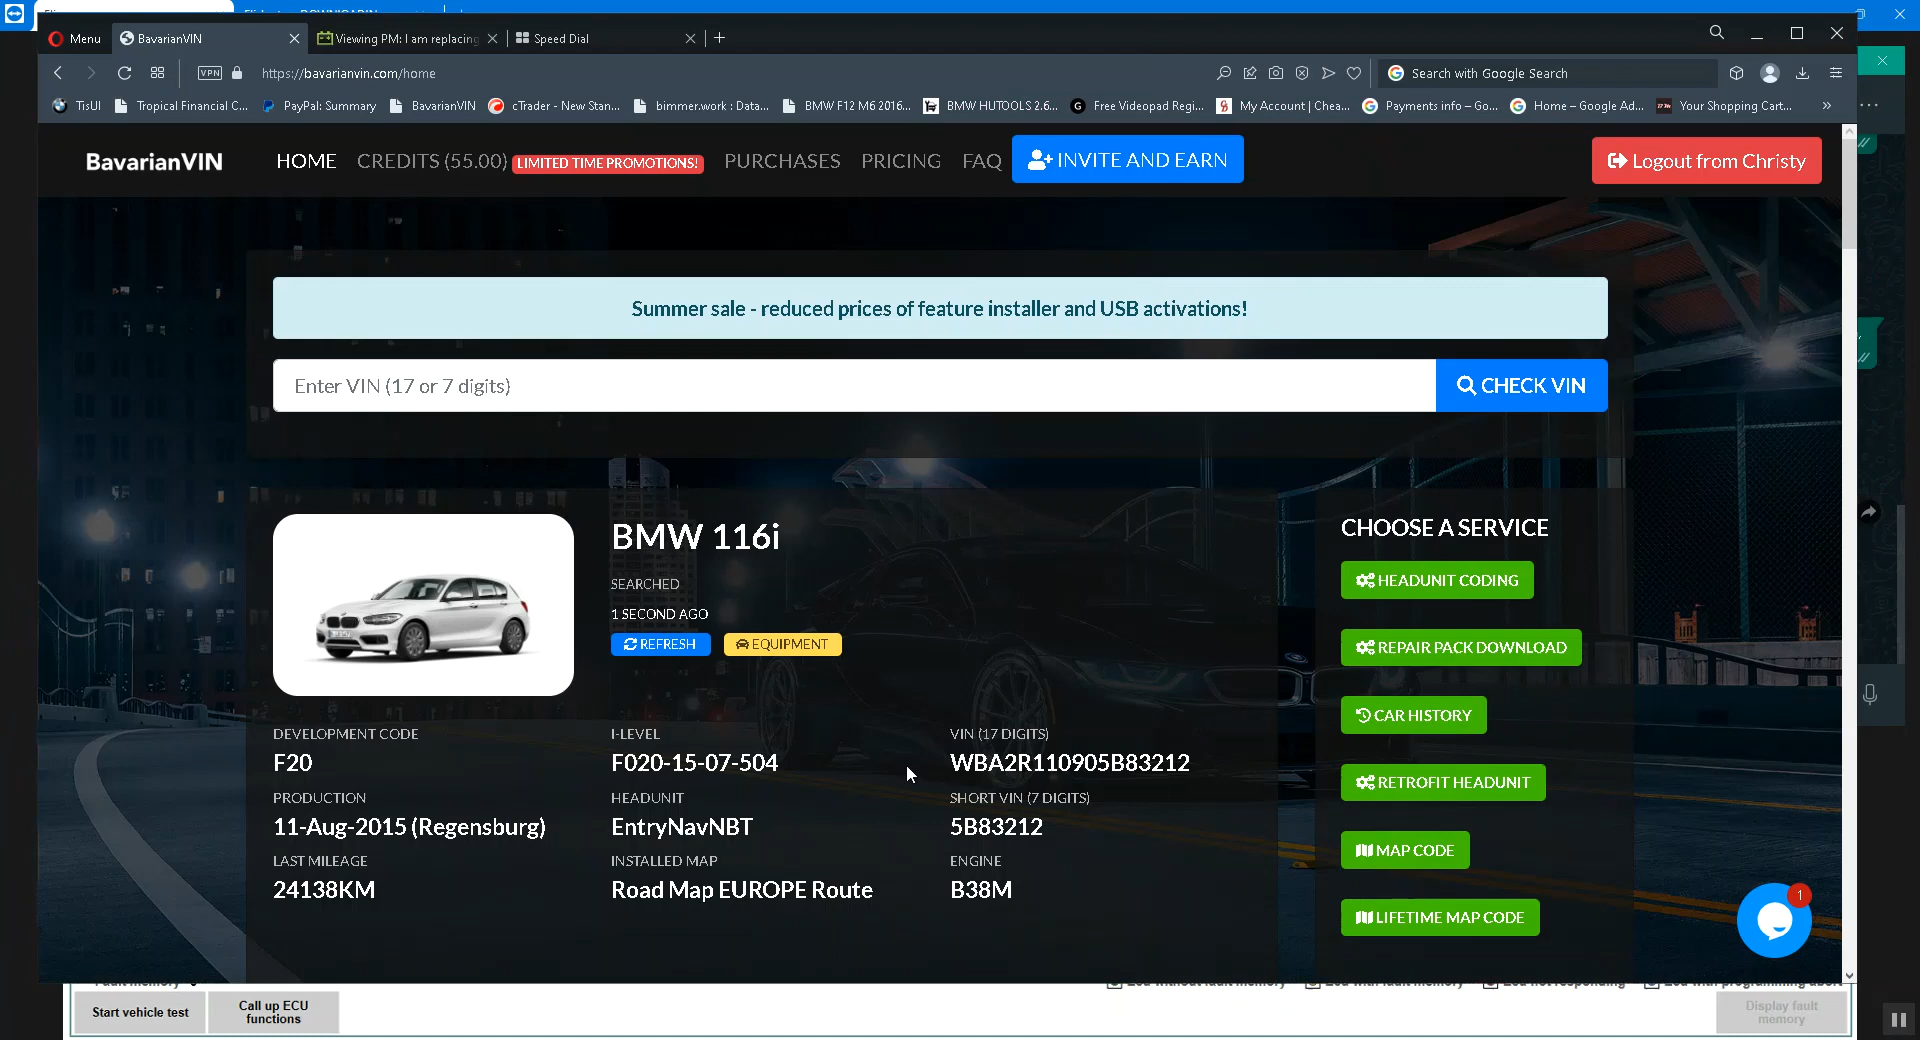 Menu
BavarianVIN
Viewing PM: I am replacing
Speed Dial
VPN
https://bavarianvin.com/home
Search with Google Search
TisUI
Tropical Financial C...
PayPal: Summary
BavarianVIN
cTrader - New Stan...
bimmer.work : Data...
BMW F12 M6 2016...
BMW HUTOOLS 2.6...
Free Videopad Regi...
My Account | Chea...
Payments info – Go...
Home – Google Ad...
Your Shopping Cart...
BavarianVIN
HOME
CREDITS (55.00)
LIMITED TIME PROMOTIONS!
PURCHASES
PRICING
FAQ
INVITE AND EARN
Logout from Christy
Summer sale - reduced prices of feature installer and USB activations!
Enter VIN (17 or 7 digits)
CHECK VIN
BMW 116i
SEARCHED
1 SECOND AGO
REFRESH
EQUIPMENT
CHOOSE A SERVICE
HEADUNIT CODING
REPAIR PACK DOWNLOAD
CAR HISTORY
RETROFIT HEADUNIT
MAP CODE
LIFETIME MAP CODE
DEVELOPMENT CODE
F20
I-LEVEL
F020-15-07-504
VIN (17 DIGITS)
WBA2R110905B83212
PRODUCTION
11-Aug-2015 (Regensburg)
HEADUNIT
EntryNavNBT
SHORT VIN (7 DIGITS)
5B83212
LAST MILEAGE
24138KM
INSTALLED MAP
Road Map EUROPE Route
ENGINE
B38M
1
Start vehicle test
Call up ECU
functions
Display fault
memory